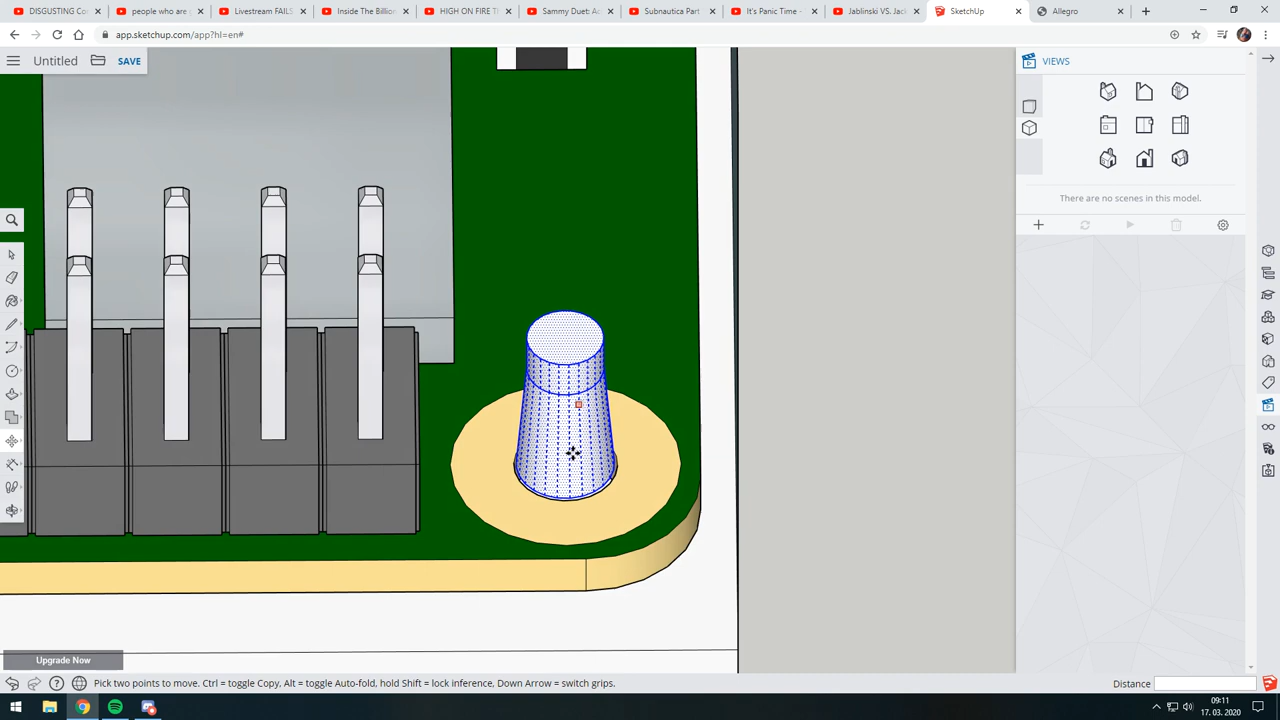 DISGUSTING Co
people who are
Livestream FAILS
Inside The Billion
HIGH ON FIRE T
Sammy Duet: Ac
Subnautica Part
It's Panic Time -
Jablinski VS. Jack
SketchUp
Allegro
app.sketchup.com/app?hl=en#
Untitled
SAVE
VIEWS
There are no scenes in this model.
Upgrade Now
Pick two points to move. Ctrl = toggle Copy, Alt = toggle Auto-fold, hold Shift = lock inference, Down Arrow = switch grips.
Distance
09:11
17. 03. 2020